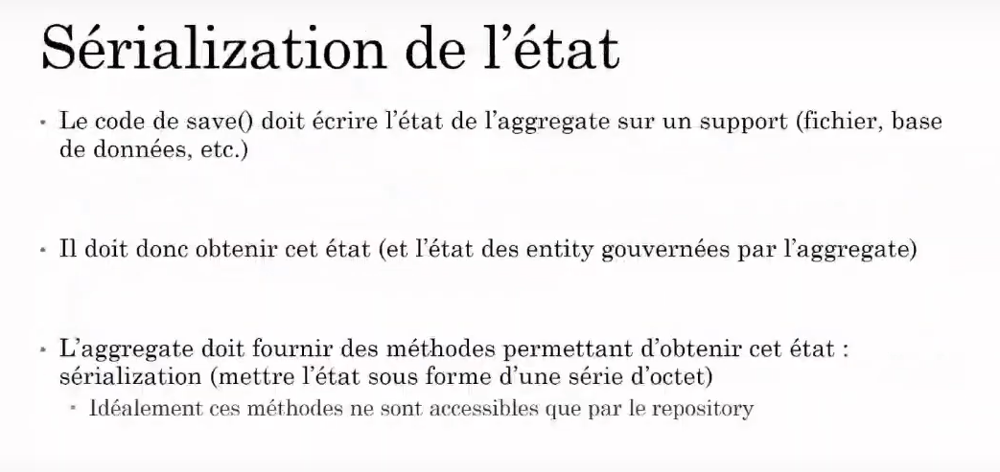 Sérialization de l’état
• Le code de save() doit écrire l’état de l’aggregate sur un support (fichier, base
de données, etc.)
• Il doit donc obtenir cet état (et l’état des entity gouvernées par l’aggregate)
• L’aggregate doit fournir des méthodes permettant d’obtenir cet état :
sérialization (mettre l’état sous forme d’une série d’octet)
• Idéalement ces méthodes ne sont accessibles que par le repository